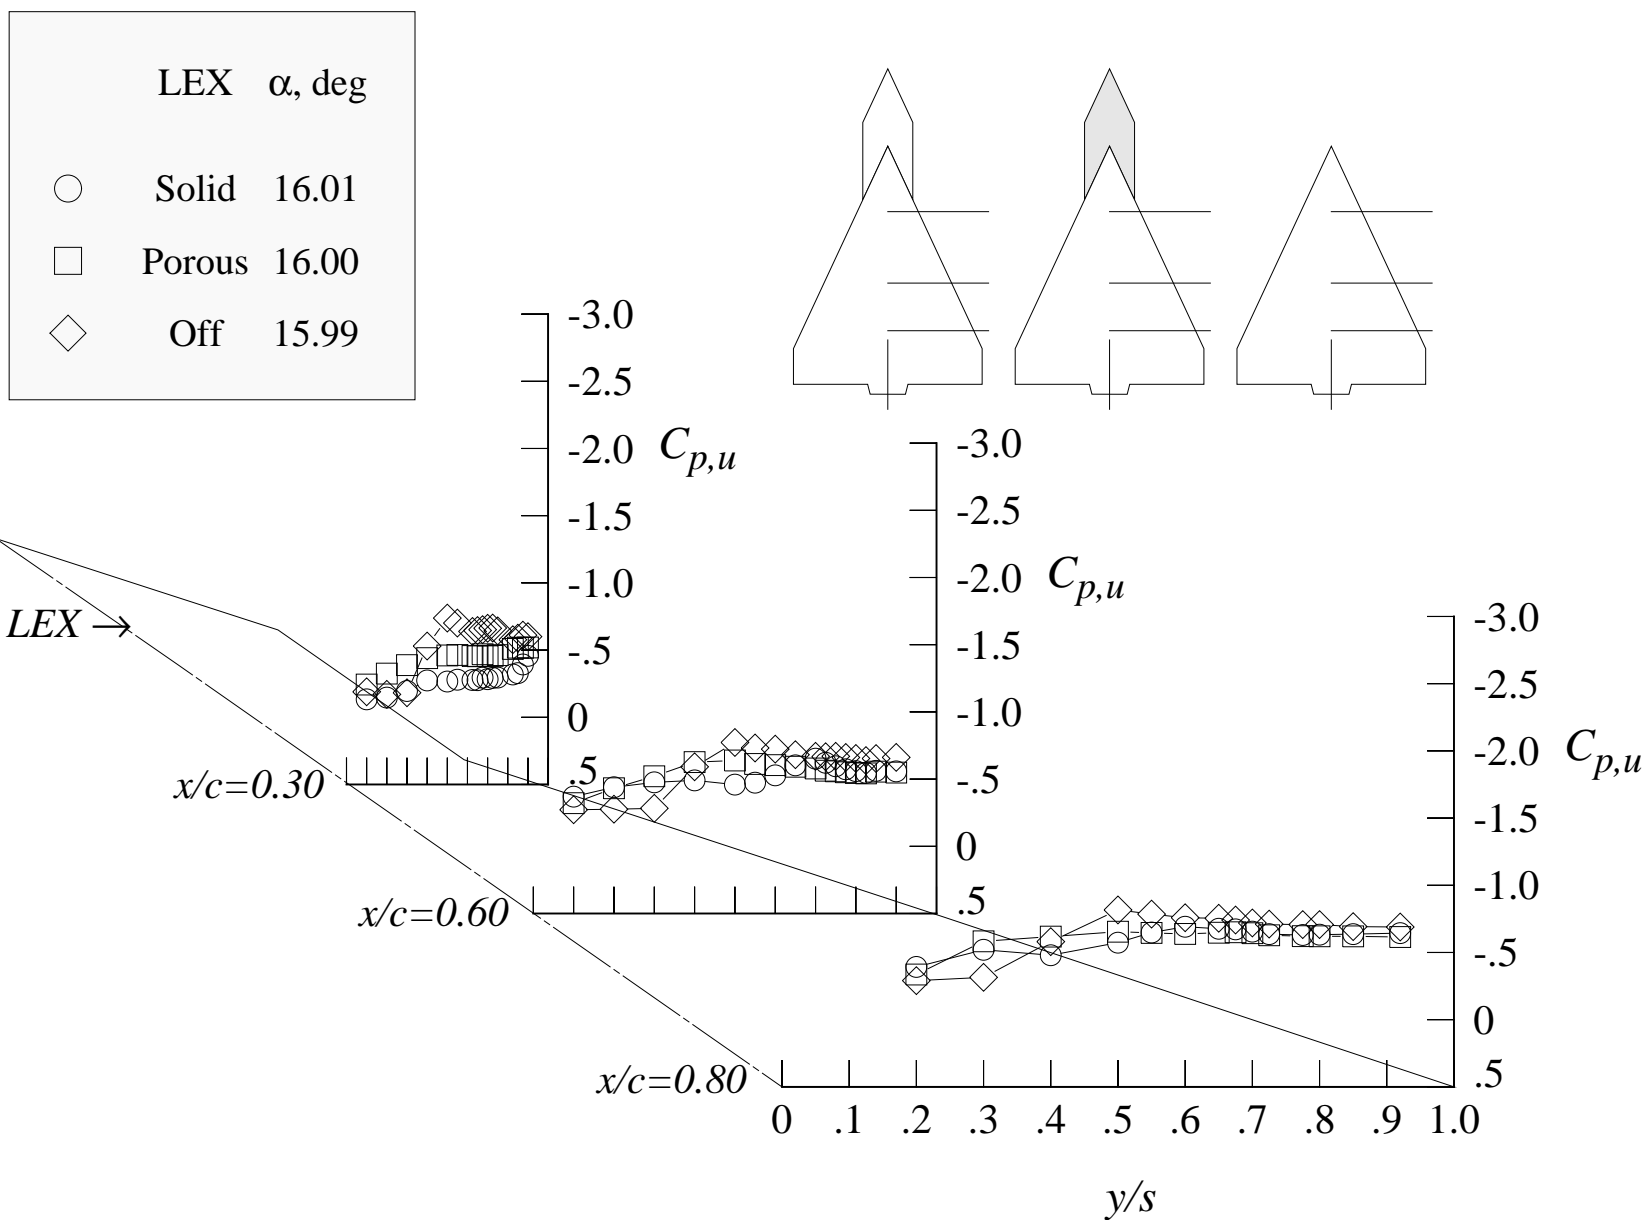 LEX α, deg
Solid 16.01
Porous 16.00
Off 15.99
-3.0
-2.5
-2.0
-1.5
-1.0
-.5
0
.5
C_{p,u}
x/c=0.30
LEX →
-3.0
-2.5
-2.0
-1.5
-1.0
-.5
0
.5
C_{p,u}
x/c=0.60
-3.0
-2.5
-2.0
-1.5
-1.0
-.5
0
.5
C_{p,u}
x/c=0.80
0 .1 .2 .3 .4 .5 .6 .7 .8 .9 1.0
y/s